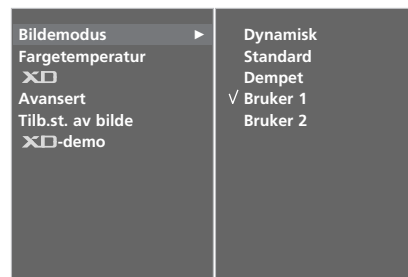 Bildemodus ►
Fargetemperatur
XD
Avansert
Tilb.st. av bilde
XD-demo
Dynamisk
Standard
Dempet
√ Bruker 1
Bruker 2